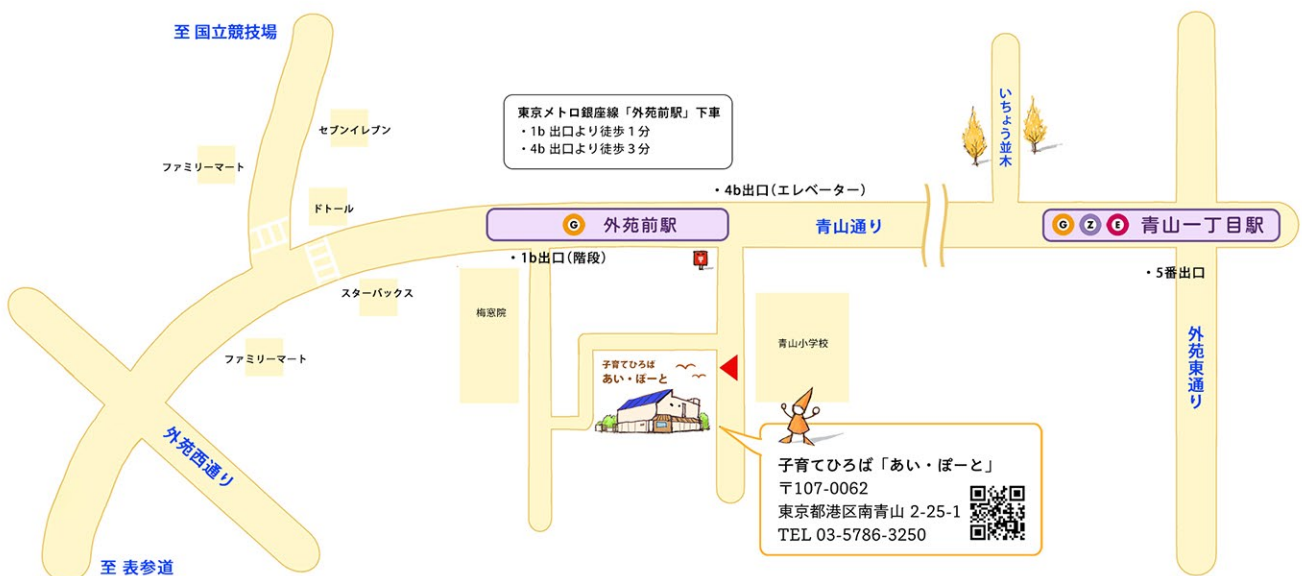 至 国立競技場
セブンイレブン
ファミリーマート
ドトール
東京メトロ銀座線「外苑前駅」下車
・1b 出口より徒歩 1 分
・4b 出口より徒歩 3 分
いちょう並木
・4b出口(エレベーター)
G 外苑前駅
青山通り
G Z E 青山一丁目駅
・1b出口(階段)
・5番出口
スターバックス
梅窓院
青山小学校
ファミリーマート
子育てひろば
あい・ぽーと
外苑東通り
外苑西通り
子育てひろば「あい・ぽーと」
〒107-0062
東京都港区南青山 2-25-1
TEL 03-5786-3250
至 表参道